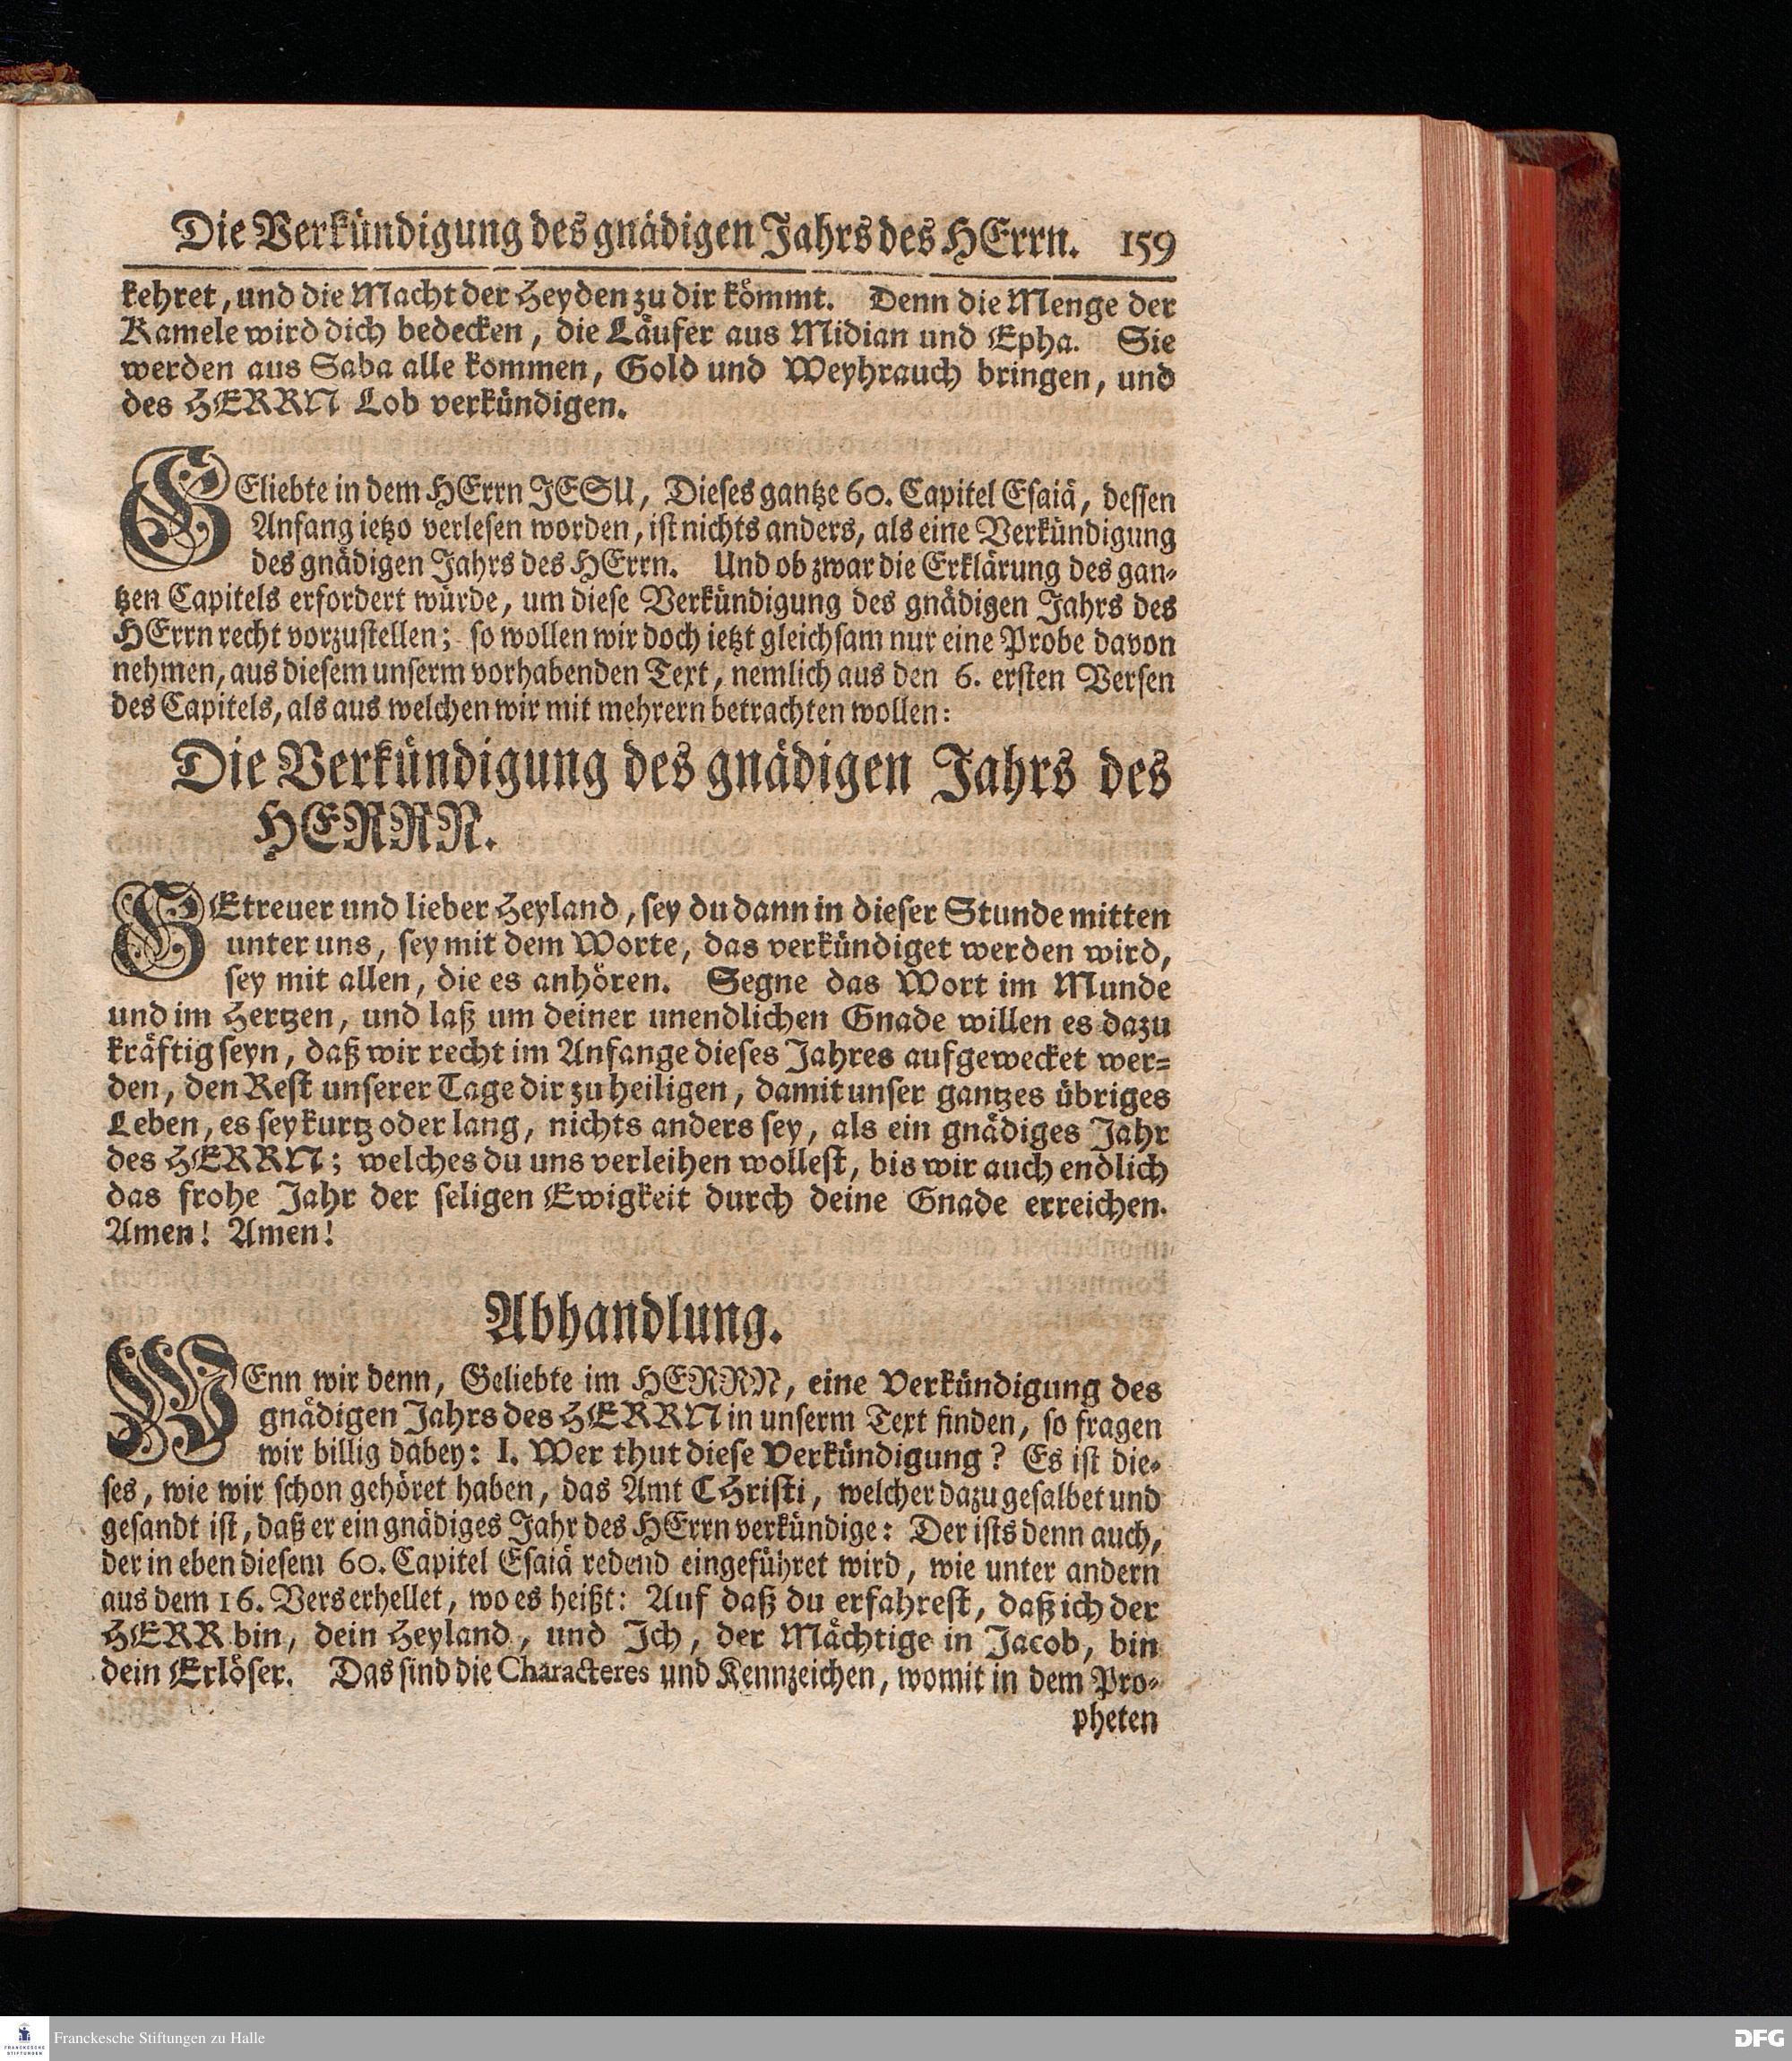 Die Verkündigung des gnädigen Jahrs des HErrn. 159
kehret, und die Macht der Heyden zu dir kömmt. Denn die Menge der
Kamele wird dich bedecken, die Läufer aus Midian und Epha. Sie
werden aus Saba alle kommen, Gold und Weyhrauch bringen, und
des HERRN Lob verkündigen.
GEliebte in dem HErrn JESU, Dieses gantze 60. Capitel Esaiä, dessen
Anfang ietzo verlesen worden, ist nichts anders, als eine Verkündigung
des gnädigen Jahrs des HErrn. Und ob zwar die Erklärung des gan-
tzen Capitels erfordert würde, um diese Verkündigung des gnädigen Jahrs des
HErrn recht vorzustellen; so wollen wir doch ietzt gleichsam nur eine Probe davon
nehmen, aus diesem unserm vorhabenden Text, nemlich aus den 6. ersten Versen
des Capitels, als aus welchen wir mit mehrern betrachten wollen:
Die Verkündigung des gnädigen Jahrs des
HERRN.
GEtreuer und lieber Heyland, sey du dann in dieser Stunde mitten
unter uns, sey mit dem Worte, das verkündiget werden wird,
sey mit allen, die es anhören. Segne das Wort im Munde
und im Hertzen, und laß um deiner unendlichen Gnade willen es dazu
kräftig seyn, daß wir recht im Anfange dieses Jahres aufgewecket wer-
den, den Rest unserer Tage dir zu heiligen, damit unser gantzes übriges
Leben, es sey kurtz oder lang, nichts anders sey, als ein gnädiges Jahr
des HERRN; welches du uns verleihen wollest, bis wir auch endlich
das frohe Jahr der seligen Ewigkeit durch deine Gnade erreichen.
Amen! Amen!
Abhandlung.
WEnn wir denn, Geliebte im HERRN, eine Verkündigung des
gnädigen Jahrs des HERRN in unserm Text finden, so fragen
wir billig dabey: I. Wer thut diese Verkündigung? Es ist die-
ses, wie wir schon gehöret haben, das Amt CHristi, welcher dazu gesalbet und
gesandt ist, daß er ein gnädiges Jahr des HErrn verkündige: Der ists denn auch,
der in eben diesem 60. Capitel Esaiä redend eingeführet wird, wie unter andern
aus dem 16. Vers erhellet, wo es heißt: Auf daß du erfahrest, daß ich der
HERR bin, dein Heyland, und Ich, der Mächtige in Jacob, bin
dein Erlöser. Das sind die Characteres und Kennzeichen, womit in dem Pro-
pheten
FRANCKESCHE
STIFTUNGEN
Franckesche Stiftungen zu Halle
DFG